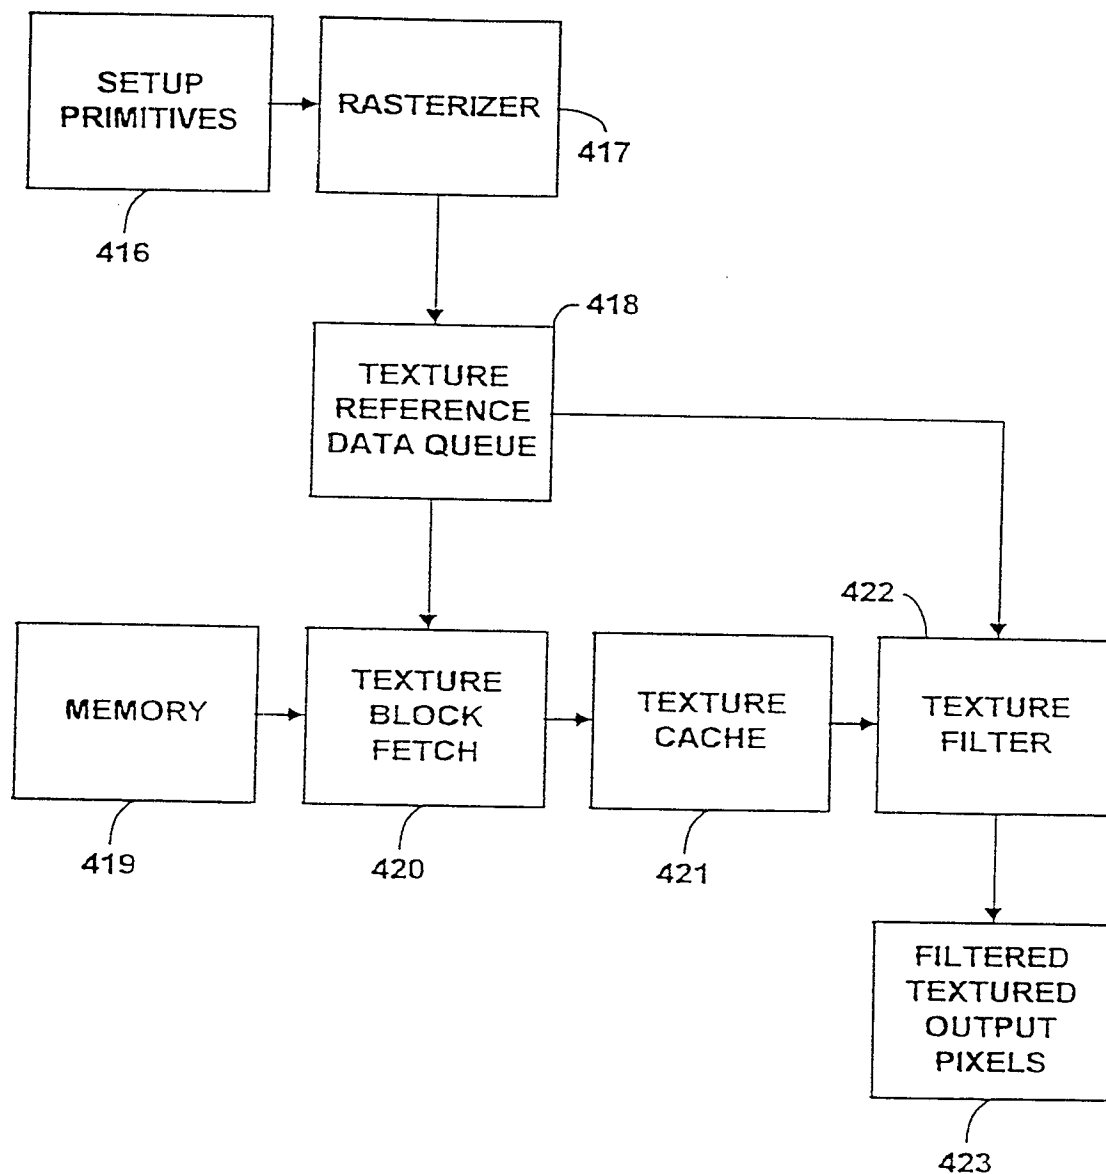 SETUP
PRIMITIVES
416
RASTERIZER
417
418
TEXTURE
REFERENCE
DATA QUEUE
MEMORY
419
TEXTURE
BLOCK
FETCH
420
TEXTURE
CACHE
421
422
TEXTURE
FILTER
FILTERED
TEXTURED
OUTPUT
PIXELS
423